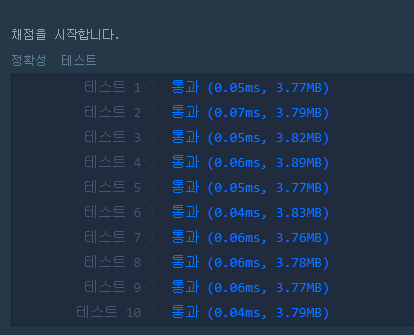 채점을 시작합니다.
정확성 테스트
테스트 1 〉 통과 (0.05ms, 3.77MB)
테스트 2 〉 통과 (0.07ms, 3.79MB)
테스트 3 〉 통과 (0.05ms, 3.82MB)
테스트 4 〉 통과 (0.06ms, 3.89MB)
테스트 5 〉 통과 (0.05ms, 3.77MB)
테스트 6 〉 통과 (0.04ms, 3.83MB)
테스트 7 〉 통과 (0.06ms, 3.76MB)
테스트 8 〉 통과 (0.06ms, 3.78MB)
테스트 9 〉 통과 (0.06ms, 3.77MB)
테스트 10 〉 통과 (0.04ms, 3.79MB)